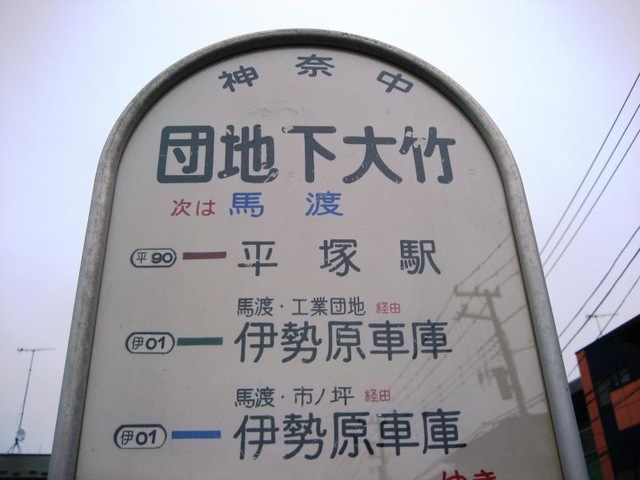 神奈中
団地下大竹
次は 馬渡
平90 平塚駅
馬渡・工業団地 経由
伊01 伊勢原車庫
馬渡・市ノ坪 経由
伊01 伊勢原車庫
ゆき